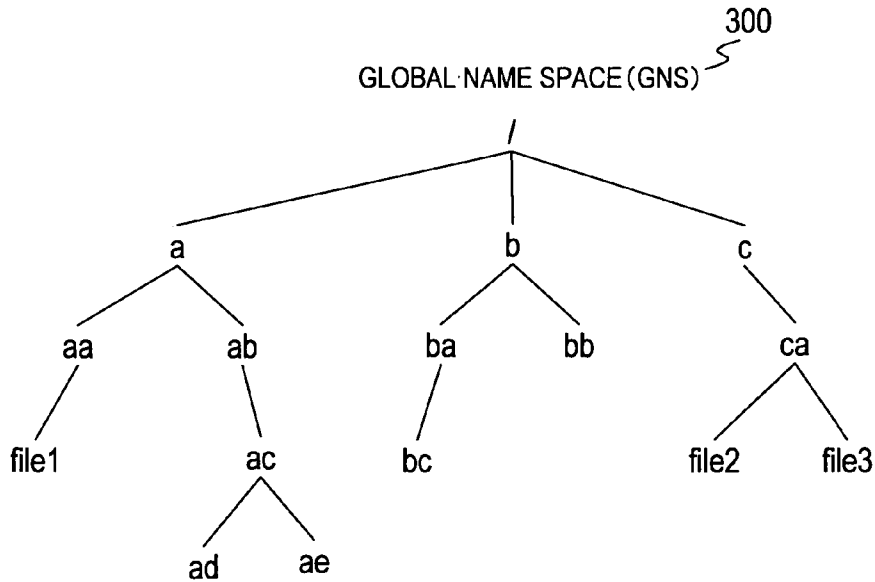 300
GLOBAL NAME SPACE (GNS)
/
a b c
aa ab ba bb ca
file1 ac bc file2 file3
ad ae